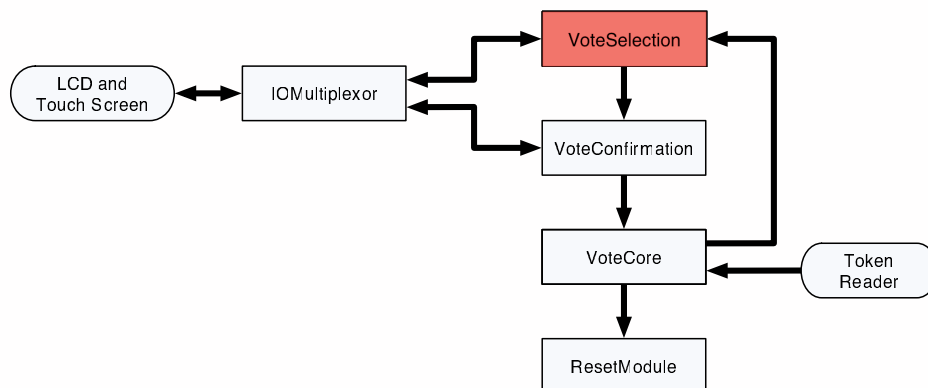 VoteSelection
LCD and
Touch Screen
IOMultiplexor
VoteConfirmation
VoteCore
Token
Reader
ResetModule